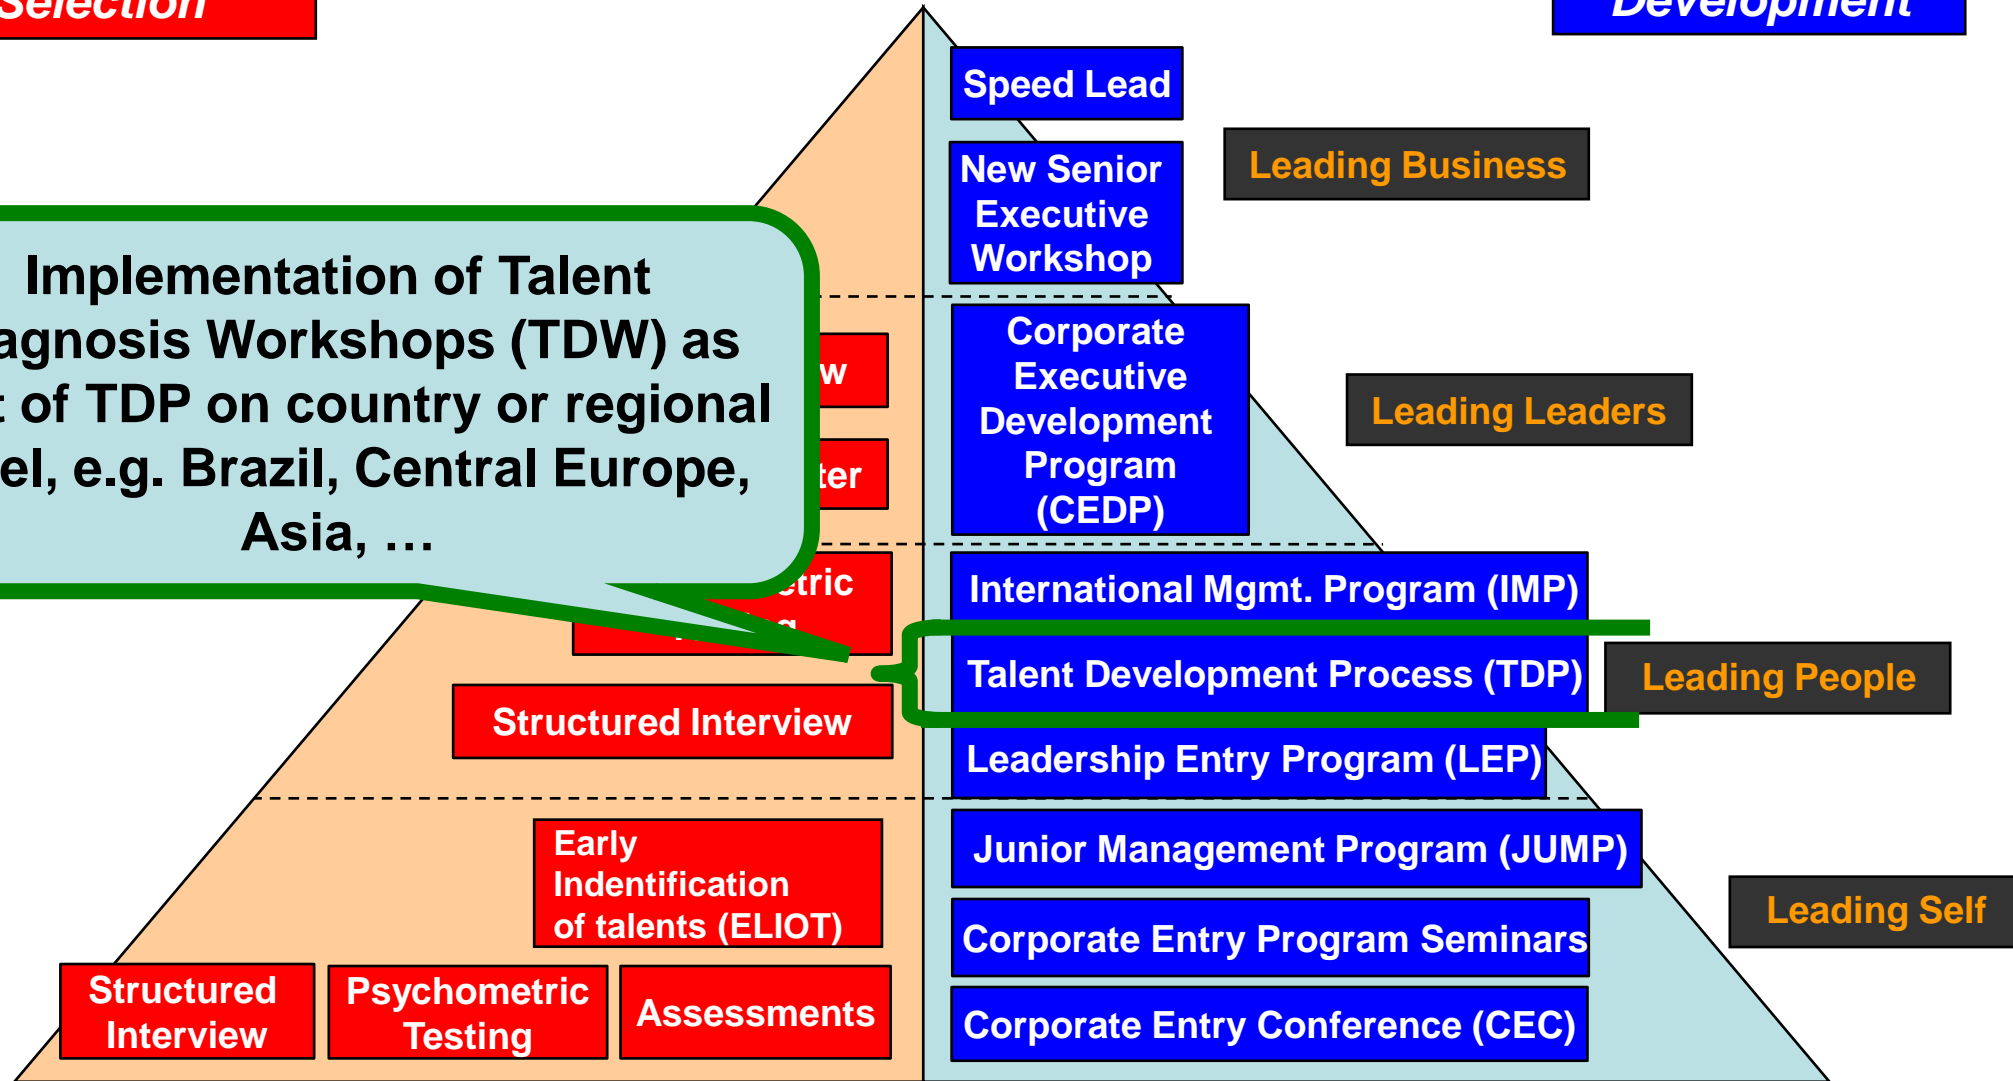 Selection
Development
Speed Lead
New Senior
Executive
Workshop
Leading Business
Implementation of Talent
Workshops (TDW) as
of TDP on country or regional
e.g. Brazil, Central Europe,
Asia, …
Corporate
Executive
Development
Program
(CEDP)
Leading Leaders
International Mgmt. Program (IMP)
Talent Development Process (TDP)
Leading People
Structured Interview
Leadership Entry Program (LEP)
Early
Indentification
of talents (ELIOT)
Junior Management Program (JUMP)
Leading Self
Corporate Entry Program Seminars
Structured
Interview
Psychometric
Testing
Assessments
Corporate Entry Conference (CEC)